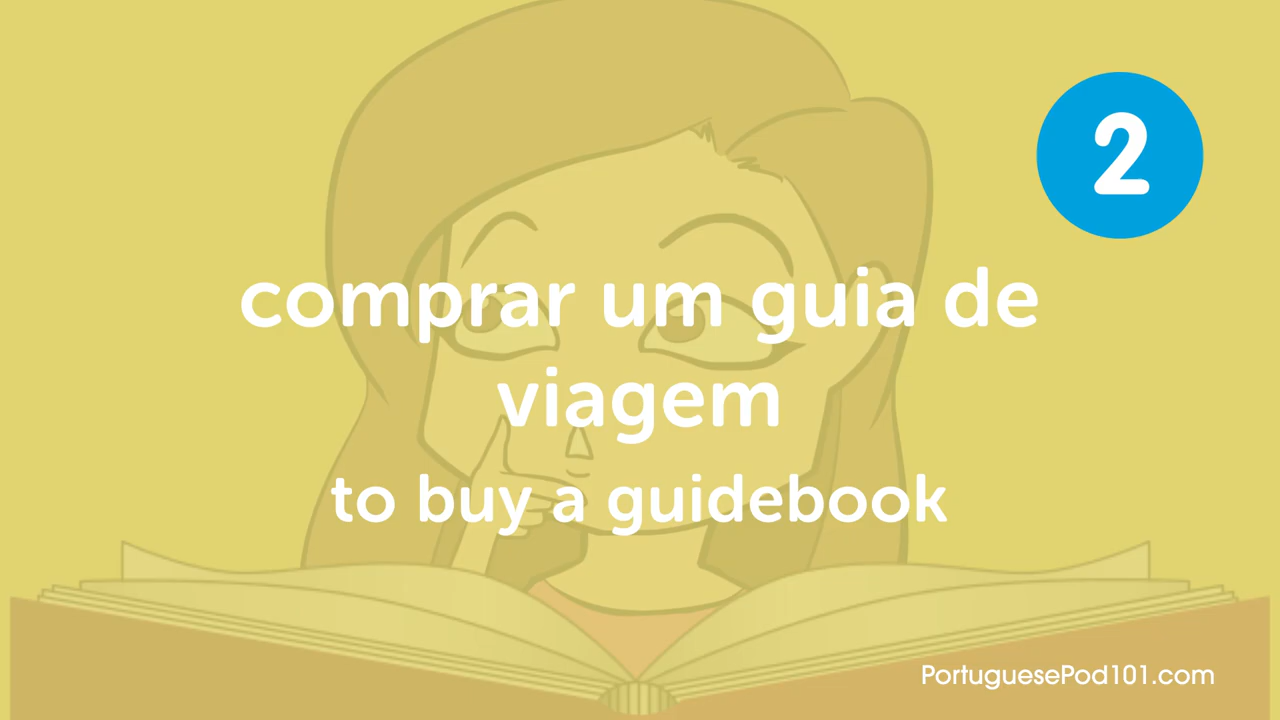 2
comprar um guia de
viagem
to buy a guidebook
PortuguesePod101.com